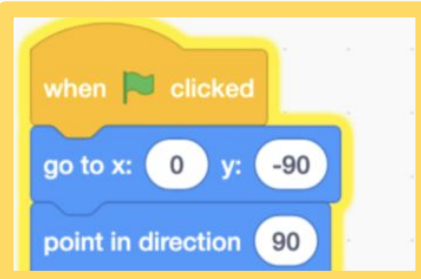 when clicked
go to x: 0 y: -90
point in direction 90